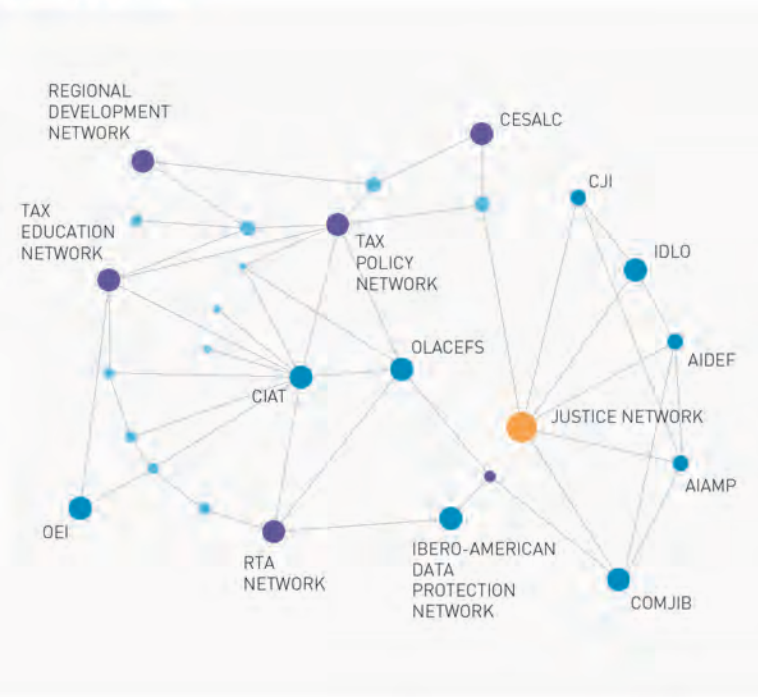 REGIONAL
DEVELOPMENT
NETWORK
CESALC
CJI
TAX
EDUCATION
NETWORK
TAX
POLICY
NETWORK
IDLO
AIDEF
OLACEFS
CIAT
JUSTICE NETWORK
AIAMP
OEI
RTA
NETWORK
IBERO-AMERICAN
DATA
PROTECTION
NETWORK
COMJIB